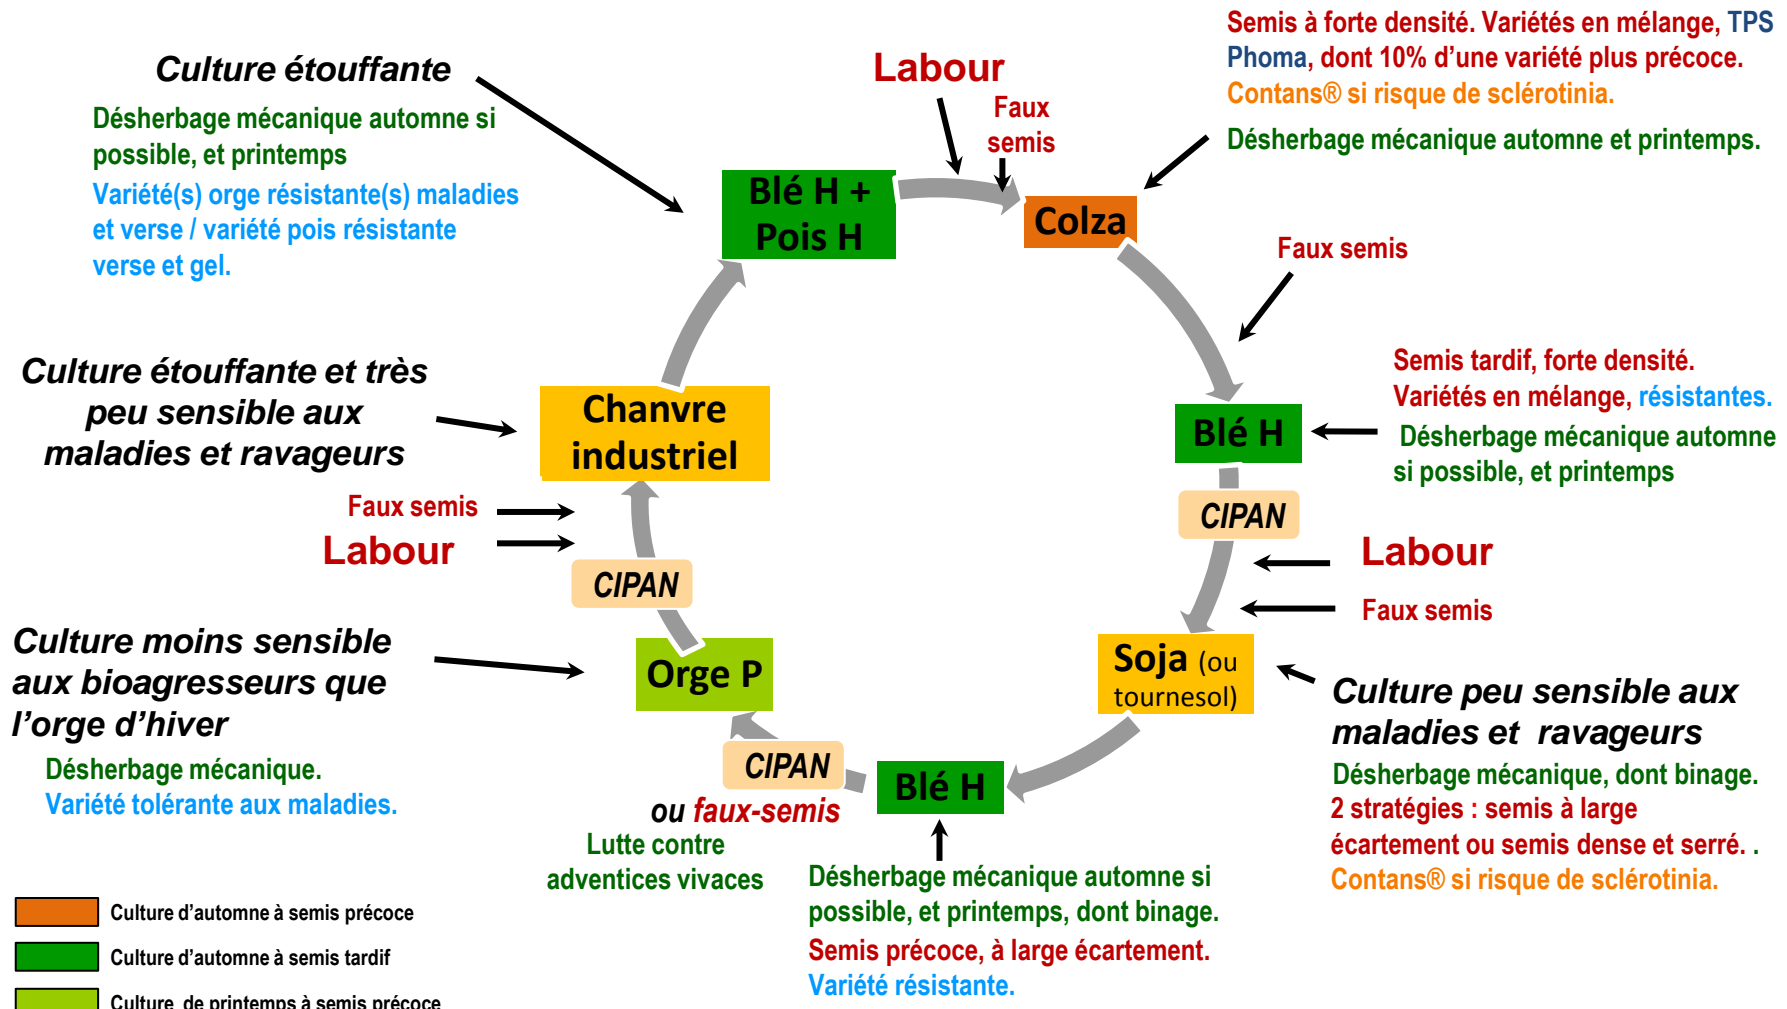 Semis à forte densité. Variétés en mélange, TPS
Phoma, dont 10% d'une variété plus précoce.
Contans® si risque de sclérotinia.
Désherbage mécanique automne et printemps.
Culture étouffante
Désherbage mécanique automne si
possible, et printemps
Variété(s) orge résistante(s) maladies
et verse / variété pois résistante
verse et gel.
Labour
Faux
semis
Blé H +
Pois H
Colza
Faux semis
Semis tardif, forte densité.
Variétés en mélange, résistantes.
Désherbage mécanique automne
si possible, et printemps
Blé H
CIPAN
Labour
Faux semis
Culture étouffante et très
peu sensible aux
maladies et ravageurs
Chanvre
industriel
Faux semis
Labour
CIPAN
Culture moins sensible
aux bioagresseurs que
l'orge d'hiver
Désherbage mécanique.
Variété tolérante aux maladies.
Orge P
Soja (ou
tournesol)
Culture peu sensible aux
maladies et ravageurs
Désherbage mécanique, dont binage.
2 stratégies : semis à large
écartement ou semis dense et serré. .
Contans® si risque de sclérotinia.
CIPAN
ou faux-semis
Lutte contre
adventices vivaces
Blé H
Désherbage mécanique automne si
possible, et printemps, dont binage.
Semis précoce, à large écartement.
Variété résistante.
Culture d'automne à semis précoce
Culture d'automne à semis tardif
Culture de printemps à semis précoce